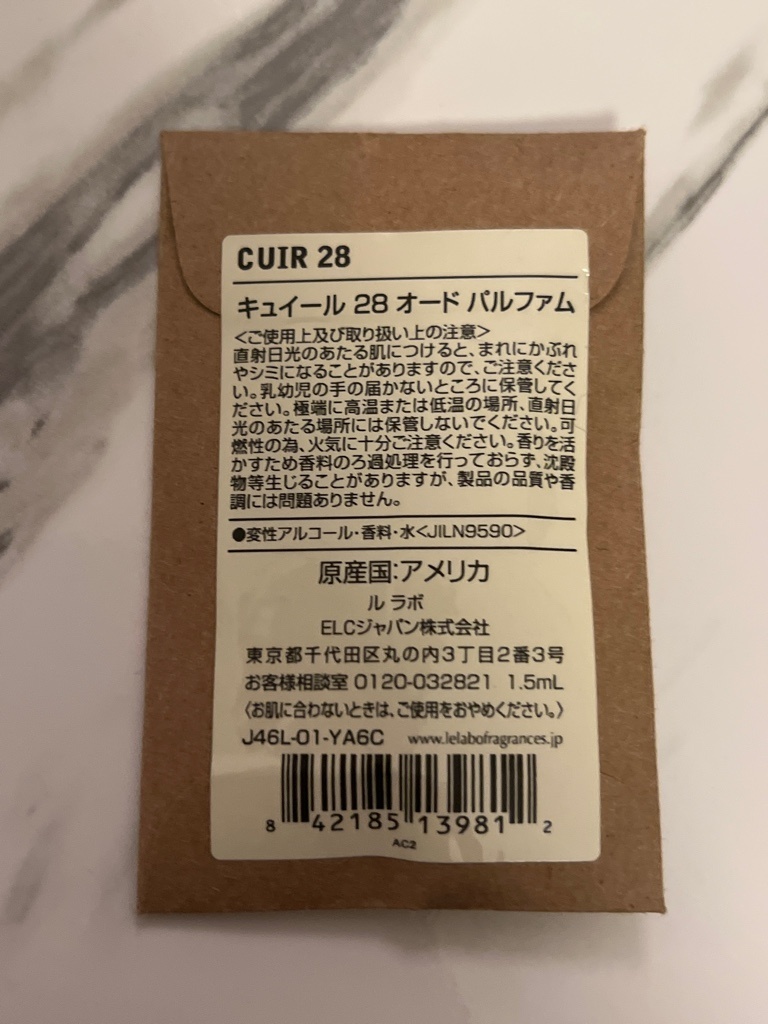 CUIR 28
キュイール 28 オード パルファム
<ご使用上及び取り扱い上の注意>
直射日光のあたる肌につけると、まれにかぶれ
やシミになることがありますので、ご注意くださ
い。乳幼児の手の届かないところに保管してく
ださい。極端に高温または低温の場所、直射日
光のあたる場所には保管しないでください。可
燃性の為、火気に十分ご注意ください。香りを活
かすため香料のろ過処理を行っておらず、沈殿
物等生じることがありますが、製品の品質や香
調には問題ありません。
●変性アルコール・香料・水<JILN9590>
原産国:アメリカ
ル ラボ
ELCジャパン株式会社
東京都千代田区丸の内3丁目2番3号
お客様相談室 0120-032821 1.5mL
〈お肌に合わないときは、ご使用をおやめください。〉
J46L-01-YA6C www.lelabofragrances.jp
8 42185 13981 2
AC2